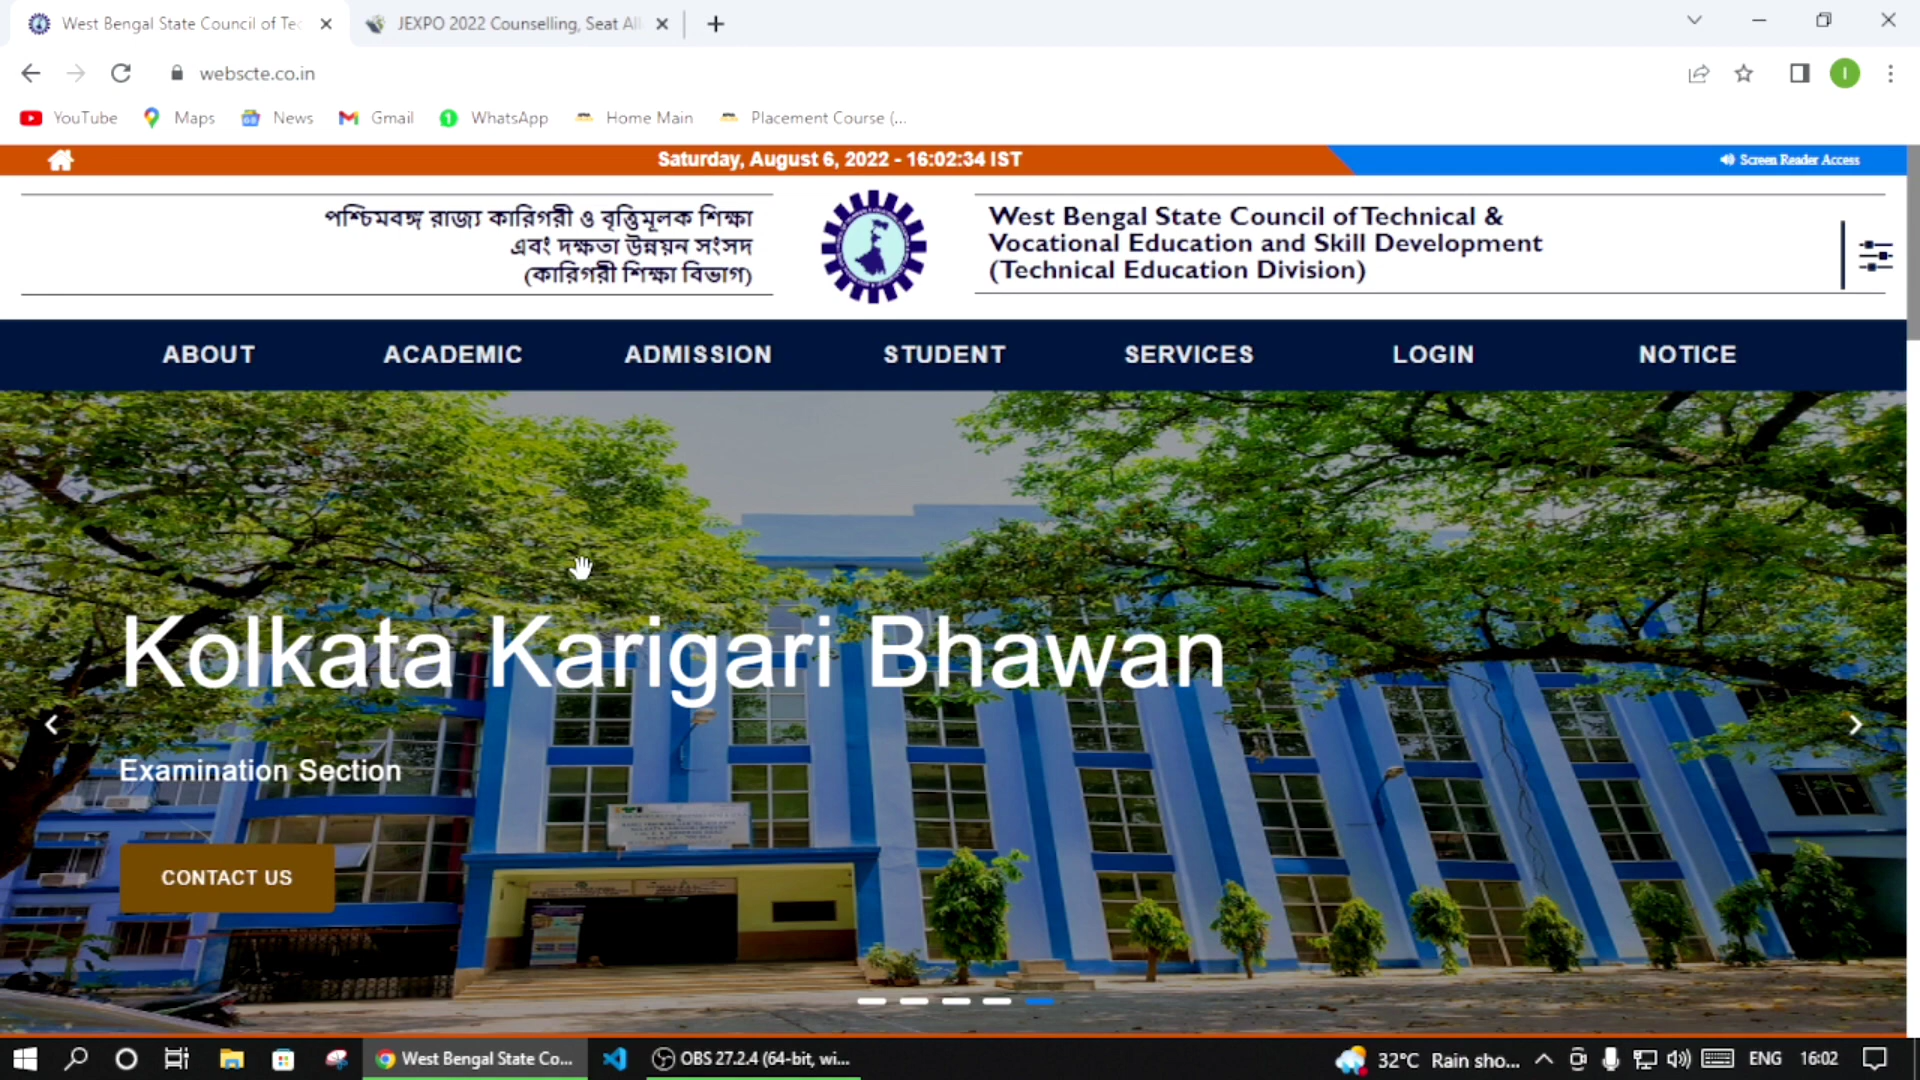 West Bengal State Council of Tec
JEXPO 2022 Counselling, Seat All
webscte.co.in
I
YouTube
Maps
News
Gmail
WhatsApp
Home Main
Placement Course (...
Saturday, August 6, 2022 - 16:02:34 IST
Screen Reader Access
পশ্চিমবঙ্গ রাজ্য কারিগরী ও বৃত্তিমূলক শিক্ষা
এবং দক্ষতা উন্নয়ন সংসদ
(কারিগরী শিক্ষা বিভাগ)
West Bengal State Council of Technical &
Vocational Education and Skill Development
(Technical Education Division)
ABOUT
ACADEMIC
ADMISSION
STUDENT
SERVICES
LOGIN
NOTICE
Kolkata Karigari Bhawan
Examination Section
CONTACT US
West Bengal State Co...
OBS 27.2.4 (64-bit, wi...
32°C Rain sho...
ENG
16:02